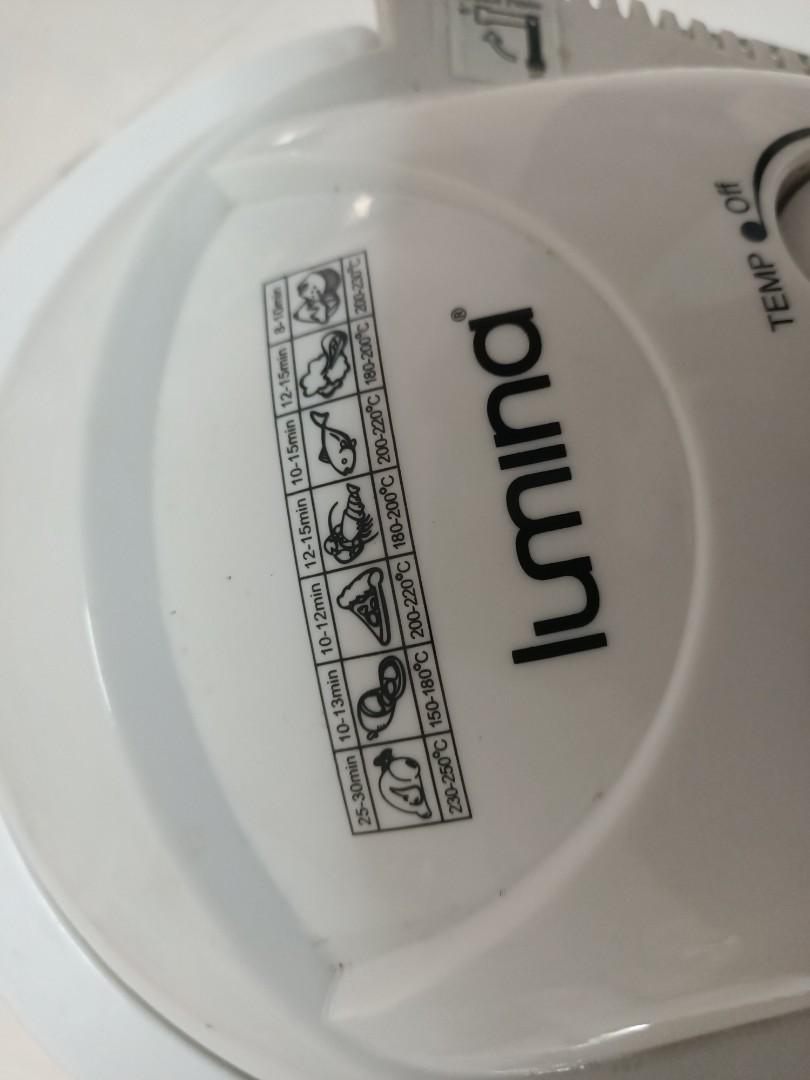 25-30min 10-13min 10-12min 12-15min 10-15min 12-15min 8-10min
230-250°C 150-180°C 200-220°C 180-200°C 200-220°C 180-200°C 200-230°C
lumina®
TEMP Off